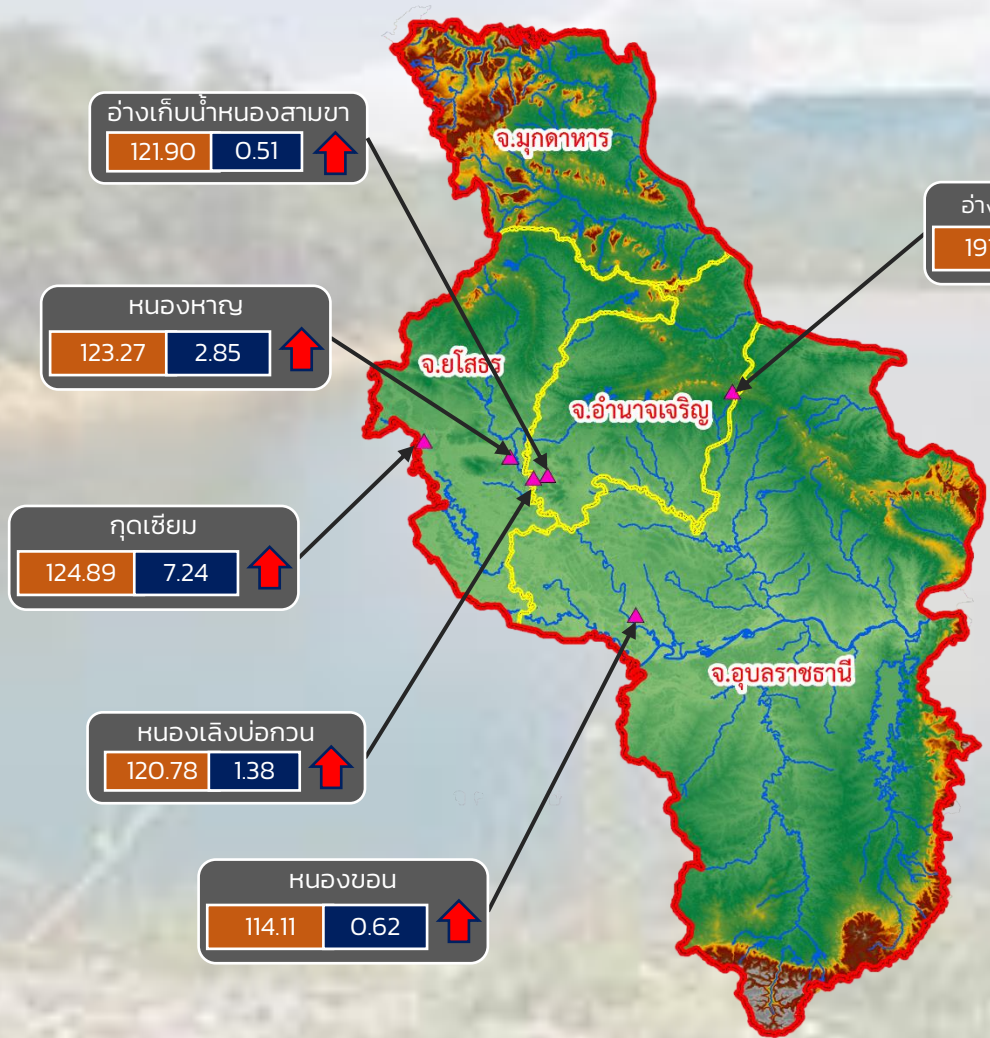 อ่างเก็บน้ำหนองสามขา
121.90 0.51
จ.มุกดาหาร
อ่าง
หนองหาญ
123.27 2.85
จ.ยโสธร
จ.อำนาจเจริญ
กุดเซียม
124.89 7.24
จ.อุบลราชธานี
หนองเลิงบ่อกวน
120.78 1.38
หนองขอน
114.11 0.62